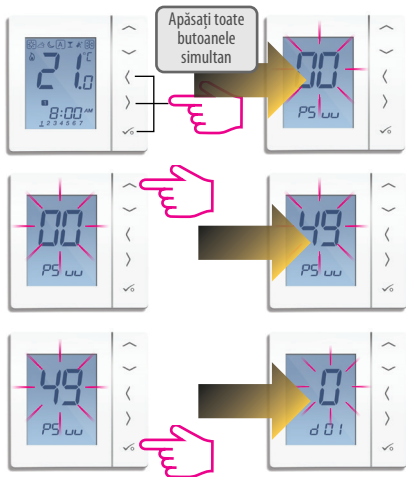 Apăsați toate
butoanele
simultan
A
21.0 °C
8:00 AM
1 2 3 4 5 6 7
00
PS
00
PS
49
PS
49
PS
0
d 01